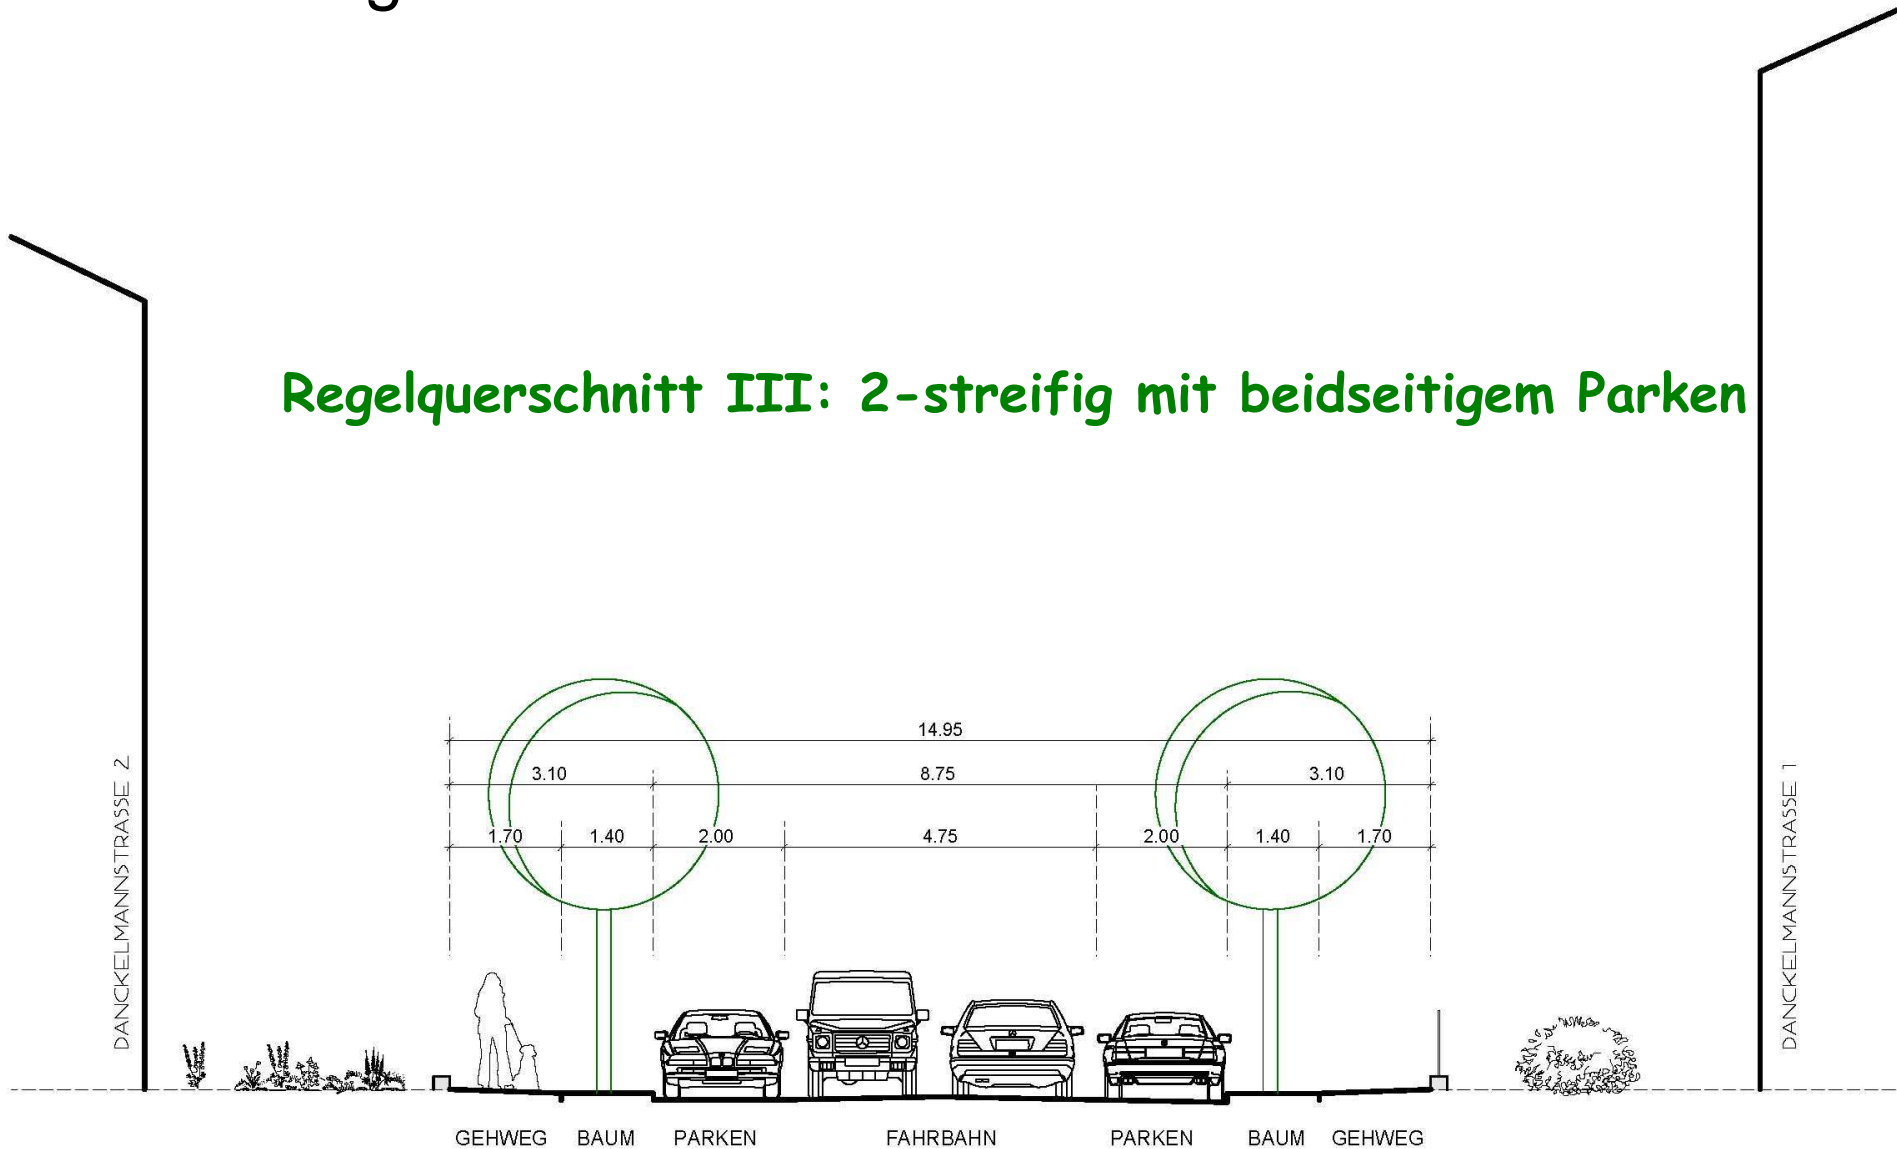 Regelquerschnitt III: 2-streifig mit beidseitigem Parken
14.95
3.10 8.75 3.10
1.70 1.40 2.00 4.75 2.00 1.40 1.70
DANCKELMANNSTRASSE 2
DANCKELMANNSTRASSE 1
GEHWEG BAUM PARKEN FAHRBAHN PARKEN BAUM GEHWEG